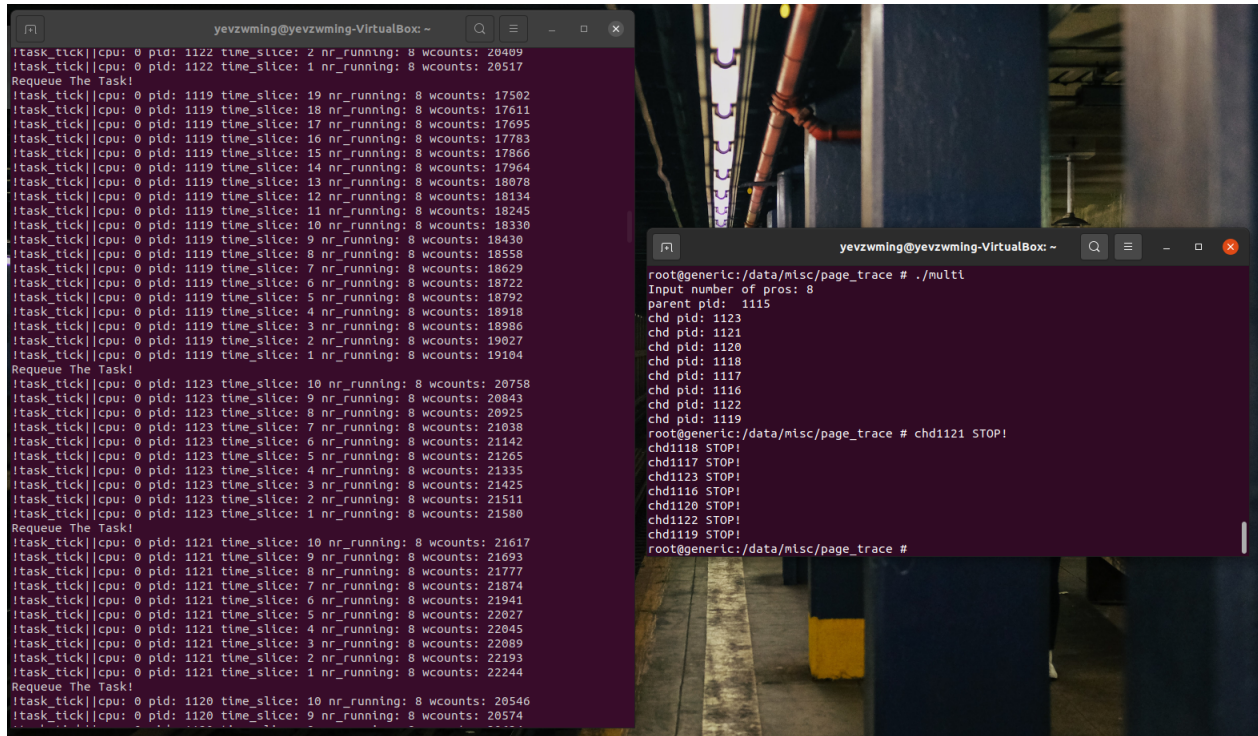 yevzwming@yevzwming-VirtualBox: ~
!task_tick||cpu: 0 pid: 1122 time_slice: 2 nr_running: 8 wcounts: 20409
!task_tick||cpu: 0 pid: 1122 time_slice: 1 nr_running: 8 wcounts: 20517
Requeue The Task!
!task_tick||cpu: 0 pid: 1119 time_slice: 19 nr_running: 8 wcounts: 17502
!task_tick||cpu: 0 pid: 1119 time_slice: 18 nr_running: 8 wcounts: 17611
!task_tick||cpu: 0 pid: 1119 time_slice: 17 nr_running: 8 wcounts: 17695
!task_tick||cpu: 0 pid: 1119 time_slice: 16 nr_running: 8 wcounts: 17783
!task_tick||cpu: 0 pid: 1119 time_slice: 15 nr_running: 8 wcounts: 17866
!task_tick||cpu: 0 pid: 1119 time_slice: 14 nr_running: 8 wcounts: 17964
!task_tick||cpu: 0 pid: 1119 time_slice: 13 nr_running: 8 wcounts: 18078
!task_tick||cpu: 0 pid: 1119 time_slice: 12 nr_running: 8 wcounts: 18134
!task_tick||cpu: 0 pid: 1119 time_slice: 11 nr_running: 8 wcounts: 18245
!task_tick||cpu: 0 pid: 1119 time_slice: 10 nr_running: 8 wcounts: 18330
!task_tick||cpu: 0 pid: 1119 time_slice: 9 nr_running: 8 wcounts: 18430
!task_tick||cpu: 0 pid: 1119 time_slice: 8 nr_running: 8 wcounts: 18558
!task_tick||cpu: 0 pid: 1119 time_slice: 7 nr_running: 8 wcounts: 18629
!task_tick||cpu: 0 pid: 1119 time_slice: 6 nr_running: 8 wcounts: 18722
!task_tick||cpu: 0 pid: 1119 time_slice: 5 nr_running: 8 wcounts: 18792
!task_tick||cpu: 0 pid: 1119 time_slice: 4 nr_running: 8 wcounts: 18918
!task_tick||cpu: 0 pid: 1119 time_slice: 3 nr_running: 8 wcounts: 18986
!task_tick||cpu: 0 pid: 1119 time_slice: 2 nr_running: 8 wcounts: 19027
!task_tick||cpu: 0 pid: 1119 time_slice: 1 nr_running: 8 wcounts: 19104
Requeue The Task!
!task_tick||cpu: 0 pid: 1123 time_slice: 10 nr_running: 8 wcounts: 20758
!task_tick||cpu: 0 pid: 1123 time_slice: 9 nr_running: 8 wcounts: 20843
!task_tick||cpu: 0 pid: 1123 time_slice: 8 nr_running: 8 wcounts: 20925
!task_tick||cpu: 0 pid: 1123 time_slice: 7 nr_running: 8 wcounts: 21038
!task_tick||cpu: 0 pid: 1123 time_slice: 6 nr_running: 8 wcounts: 21142
!task_tick||cpu: 0 pid: 1123 time_slice: 5 nr_running: 8 wcounts: 21265
!task_tick||cpu: 0 pid: 1123 time_slice: 4 nr_running: 8 wcounts: 21335
!task_tick||cpu: 0 pid: 1123 time_slice: 3 nr_running: 8 wcounts: 21425
!task_tick||cpu: 0 pid: 1123 time_slice: 2 nr_running: 8 wcounts: 21511
!task_tick||cpu: 0 pid: 1123 time_slice: 1 nr_running: 8 wcounts: 21580
Requeue The Task!
!task_tick||cpu: 0 pid: 1121 time_slice: 10 nr_running: 8 wcounts: 21617
!task_tick||cpu: 0 pid: 1121 time_slice: 9 nr_running: 8 wcounts: 21693
!task_tick||cpu: 0 pid: 1121 time_slice: 8 nr_running: 8 wcounts: 21777
!task_tick||cpu: 0 pid: 1121 time_slice: 7 nr_running: 8 wcounts: 21874
!task_tick||cpu: 0 pid: 1121 time_slice: 6 nr_running: 8 wcounts: 21941
!task_tick||cpu: 0 pid: 1121 time_slice: 5 nr_running: 8 wcounts: 22027
!task_tick||cpu: 0 pid: 1121 time_slice: 4 nr_running: 8 wcounts: 22045
!task_tick||cpu: 0 pid: 1121 time_slice: 3 nr_running: 8 wcounts: 22089
!task_tick||cpu: 0 pid: 1121 time_slice: 2 nr_running: 8 wcounts: 22193
!task_tick||cpu: 0 pid: 1121 time_slice: 1 nr_running: 8 wcounts: 22244
Requeue The Task!
!task_tick||cpu: 0 pid: 1120 time_slice: 10 nr_running: 8 wcounts: 20546
!task_tick||cpu: 0 pid: 1120 time_slice: 9 nr_running: 8 wcounts: 20574
yevzwming@yevzwming-VirtualBox: ~
root@generic:/data/misc/page_trace # ./multi
Input number of pros: 8
parent pid:  1115
chd pid: 1123
chd pid: 1121
chd pid: 1120
chd pid: 1118
chd pid: 1117
chd pid: 1116
chd pid: 1122
chd pid: 1119
root@generic:/data/misc/page_trace # chd1121 STOP!
chd1118 STOP!
chd1117 STOP!
chd1123 STOP!
chd1116 STOP!
chd1120 STOP!
chd1122 STOP!
chd1119 STOP!
root@generic:/data/misc/page_trace #